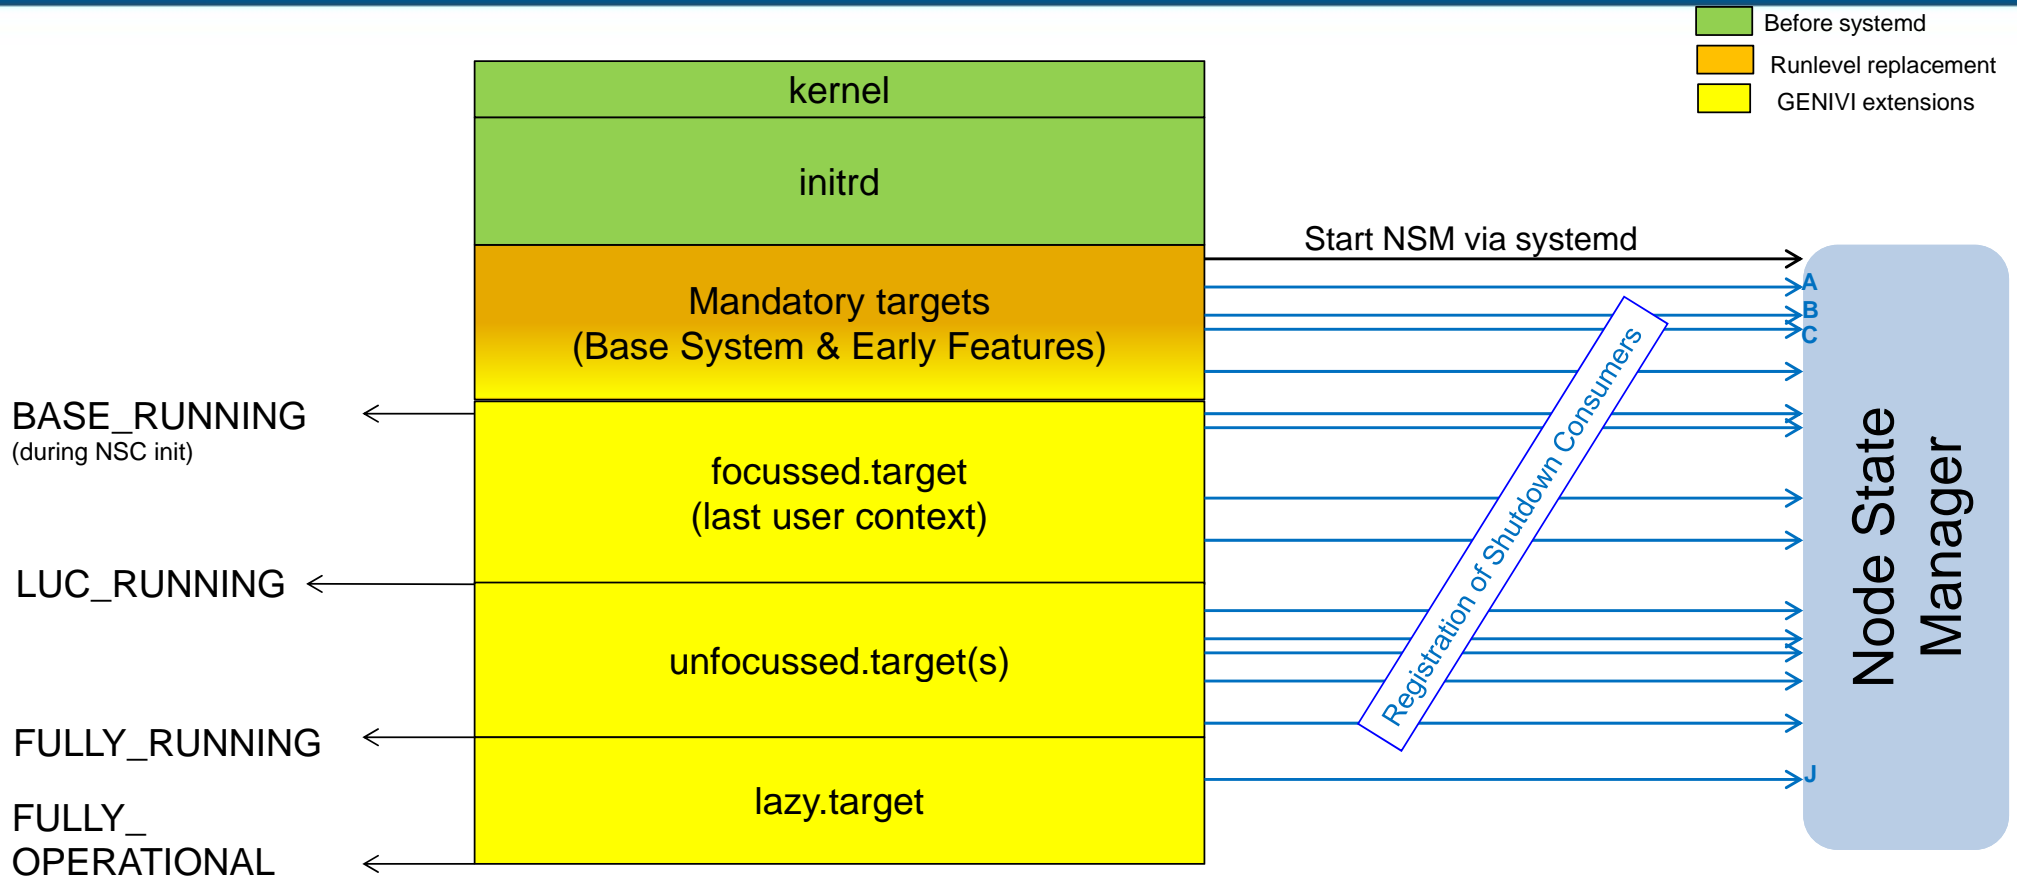 Before systemd
Runlevel replacement
GENIVI extensions
kernel
initrd
Start NSM via systemd
Mandatory targets
(Base System & Early Features)
A
B
C
Registration of Shutdown Consumers
BASE_RUNNING
(during NSC init)
focussed.target
(last user context)
Node State
Manager
LUC_RUNNING
unfocussed.target(s)
FULLY_RUNNING
J
lazy.target
FULLY_
OPERATIONAL